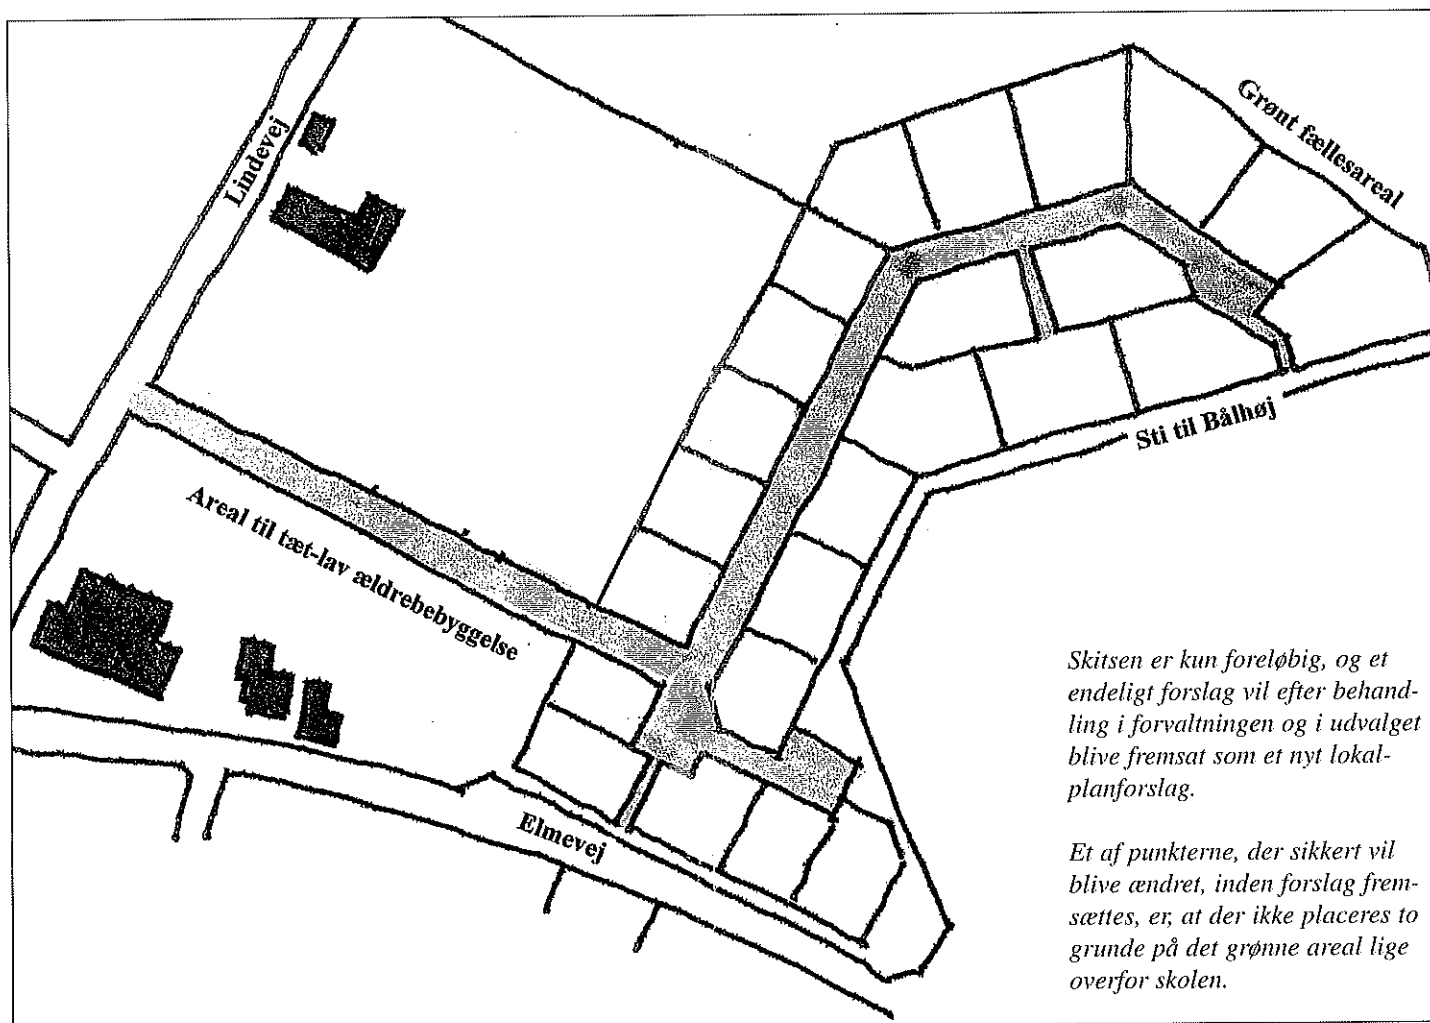 Grønt fællesareal
Lindevej
Sti til Bålhøj
Areal til tæt-lav ældrebebyggelse
Elmevej
Skitsen er kun foreløbig, og et
endeligt forslag vil efter behand-
ling i forvaltningen og i udvalget
blive fremsat som et nyt lokal-
planforslag.
Et af punkterne, der sikkert vil
blive ændret, inden forslag frem-
sættes, er, at der ikke placeres to
grunde på det grønne areal lige
overfor skolen.